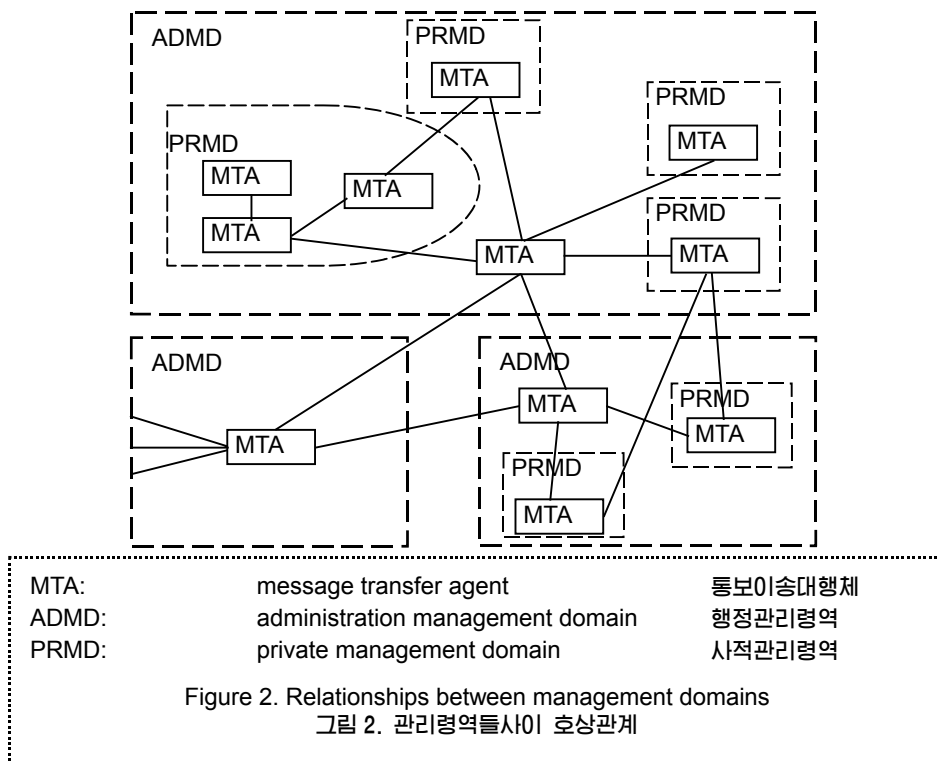 ADMD
PRMD
MTA
PRMD
MTA
PRMD
MTA
MTA
MTA
PRMD
MTA
MTA
ADMD
ADMD
MTA
PRMD
MTA
MTA
PRMD
MTA
MTA: message transfer agent 통보이송대행체
ADMD: administration management domain 행정관리령역
PRMD: private management domain 사적관리령역
Figure 2. Relationships between management domains
그림 2. 관리령역들사이 호상관계